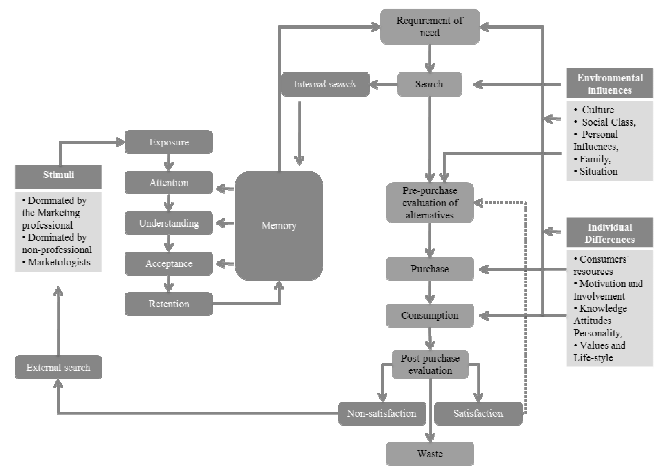 Requirement of
need
Internal search
Search
Environmental
influences
• Culture
• Social Class,
• Personal
Influences,
• Family,
• Situation
Exposure
Stimuli
• Dommated by
the Marketing
professional
• Dominated by
non-professional
• Marketologists
Attention
Understanding
Acceptance
Retention
Memory
Pre-purchase
evaluation of
alternatives
Individual
Differences
• Consumers
resources
• Motivation and
Involvement
• Knowledge
Attitudes
Personality,
• Values and
Life-style
Purchase
Consumption
Post purchase
evaluation
External search
Non-satisfaction
Satisfaction
Waste